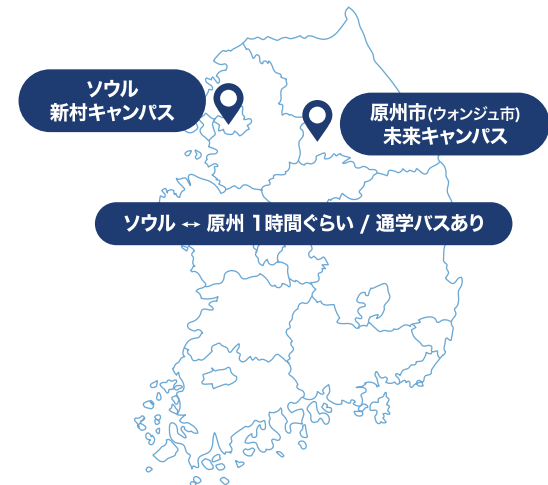 ソウル
新村キャンパス
原州市(ウォンジュ市)
未来キャンパス
ソウル ↔ 原州 1時間ぐらい / 通学バスあり